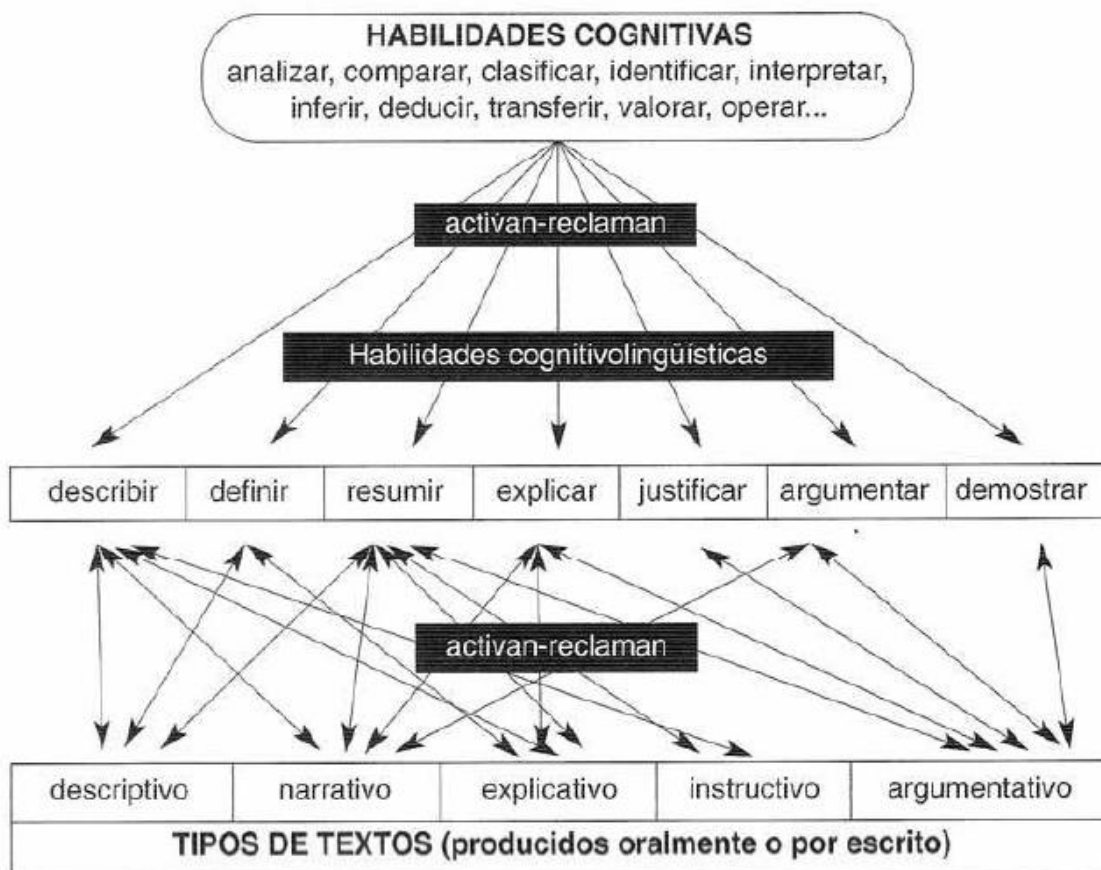 HABILIDADES COGNITIVAS
analizar, comparar, clasificar, identificar, interpretar,
inferir, deducir, transferir, valorar, operar...
activan-reclaman
Habilidades cognitivolingüísticas
describir definir resumir explicar justificar argumentar demostrar
activan-reclaman
descriptivo narrativo explicativo instructivo argumentativo
TIPOS DE TEXTOS (producidos oralmente o por escrito)